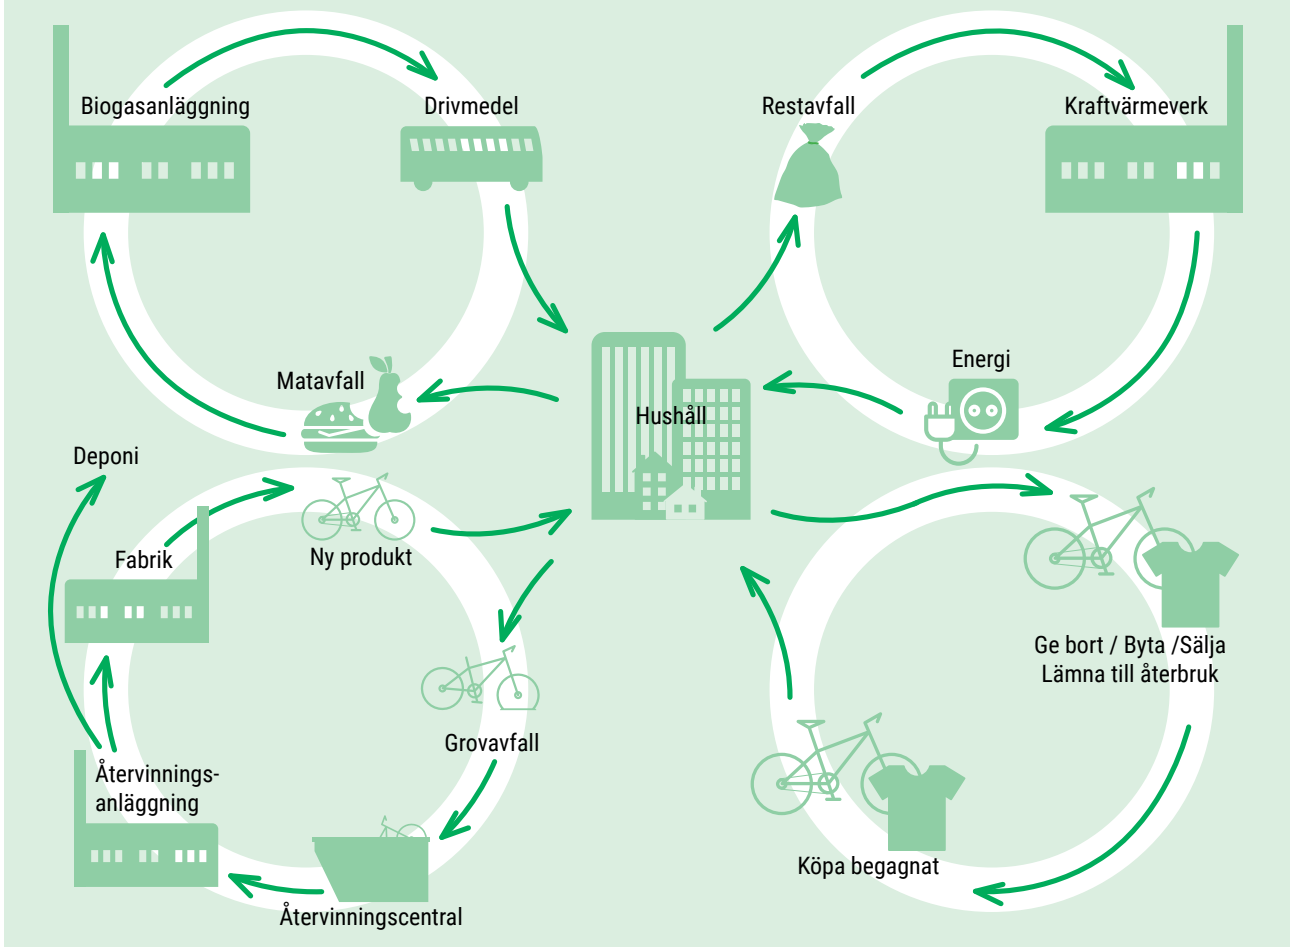 Biogasanläggning
Drivmedel
Restavfall
Kraftvärmeverk
Matavfall
Energi
Hushåll
Deponi
Fabrik
Ny produkt
Ge bort / Byta /Sälja
Lämna till återbruk
Grovavfall
Återvinnings-
anläggning
Köpa begagnat
Återvinningscentral